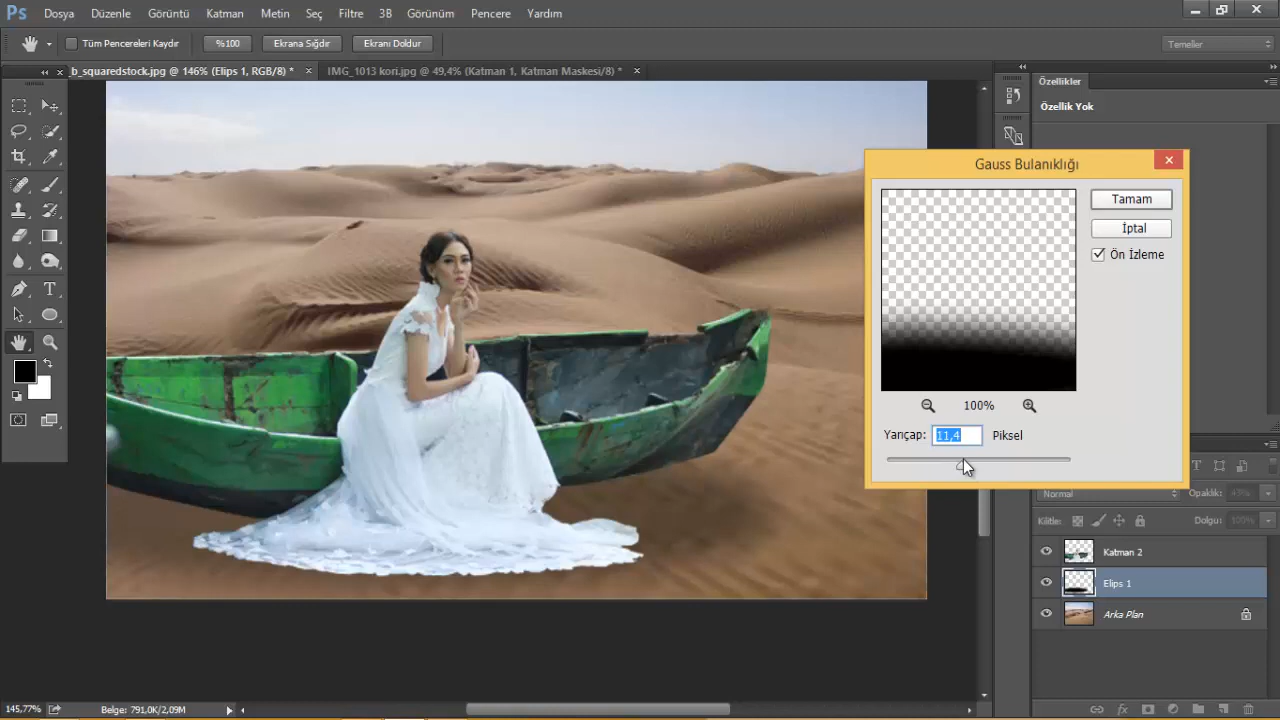 Ps Dosya Düzenle Görüntü Katman Metin Seç Filtre 3B Görünüm Pencere Yardım
Tüm Pencereleri Kaydır %100 Ekrana Sığdır Ekranı Doldur Temeller
b_squaredstock.jpg @ 146% (Elips 1, RGB/8) * IMG_1013 kori.jpg @ 49,4% (Katman 1, Katman Maskesi/8) *
Özellikler
Özellik Yok
Gauss Bulanıklığı
Tamam
İptal
Ön İzleme
100%
Yarıçap: 11,4 Piksel
Normal Opaklık: 43%
Kilitle: Dolgu: 100%
Katman 2
Elips 1
Arka Plan
145,77% Belge: 791,0K/2,09M